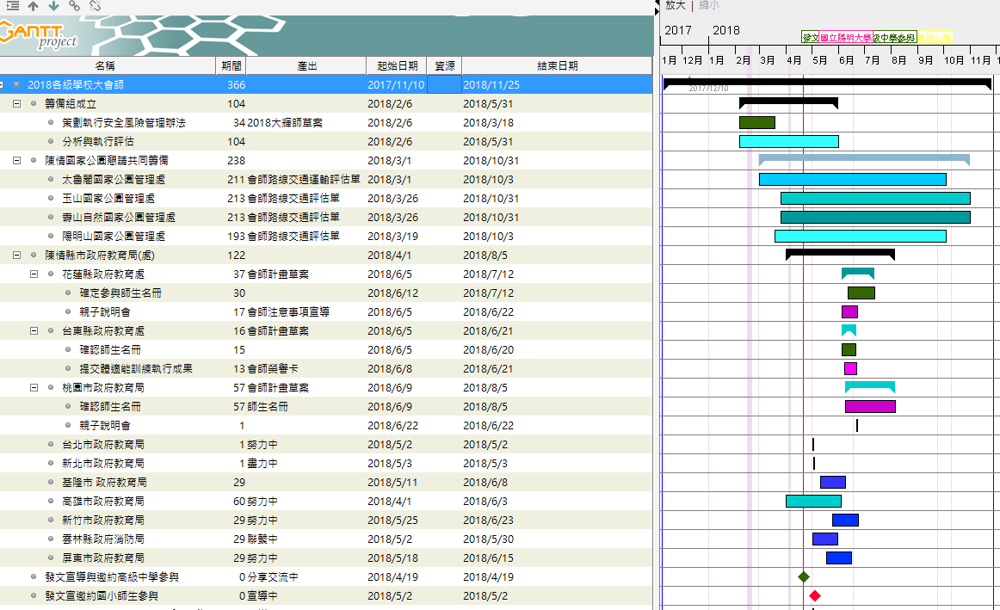 放大 | 縮小
GANTT
project
2017 2018
發文國立陽明大學
級中學參與
名稱 期間 產出 起始日期 資源 結束日期
1月 12月 1月 2月 3月 4月 5月 6月 7月 8月 9月 10月 11月 1
2018各級學校大會師 366 2017/11/10 2018/11/25
2017/12/10
籌備組成立 104 2018/2/6 2018/5/31
策劃執行安全風險管理辦法 34 2018大輝師草案 2018/2/6 2018/3/18
分析與執行評估 104 2018/2/6 2018/5/31
陳情國家公園懇請共同籌備 238 2018/3/1 2018/10/31
太魯閣國家公園管理處 211 會師路線交通運輸評估單 2018/3/1 2018/10/3
玉山國家公園管理處 213 會師路線交通評估單 2018/3/26 2018/10/31
壽山自然國家公園管理處 213 會師路線交通評估單 2018/3/26 2018/10/31
陽明山國家公園管理處 193 會師路線交通評估單 2018/3/19 2018/10/3
陳情縣市政府教育局(處) 122 2018/4/1 2018/8/5
花蓮縣政府教育處 37 會師計畫草案 2018/6/5 2018/7/12
確定參與師生名冊 30 2018/6/12 2018/7/12
親子說明會 17 會師注意事項宣導 2018/6/5 2018/6/22
台東縣政府教育處 16 會師計畫草案 2018/6/5 2018/6/21
確認師生名冊 15 2018/6/5 2018/6/20
提交體適能訓練執行成果 13 會師榮譽卡 2018/6/8 2018/6/21
桃園市政府教育局 57 會師計畫草案 2018/6/9 2018/8/5
確認師生名冊 57 師生名冊 2018/6/9 2018/8/5
親子說明會 1 2018/6/22 2018/6/22
台北市政府教育局 1 努力中 2018/5/2 2018/5/2
新北市政府教育局 1 盡力中 2018/5/3 2018/5/3
基隆市 政府教育局 29 2018/5/11 2018/6/8
高雄市政府教育局 60 努力中 2018/4/1 2018/6/3
新竹市政府教育局 29 努力中 2018/5/25 2018/6/23
雲林縣政府消防局 29 聯繫中 2018/5/2 2018/5/30
屏東市政府教育局 29 努力中 2018/5/18 2018/6/15
發文宣導與邀約高級中學參與 0 分享交流中 2018/4/19 2018/4/19
發文宣邀約國小師生參與 0 宣導中 2018/5/2 2018/5/2